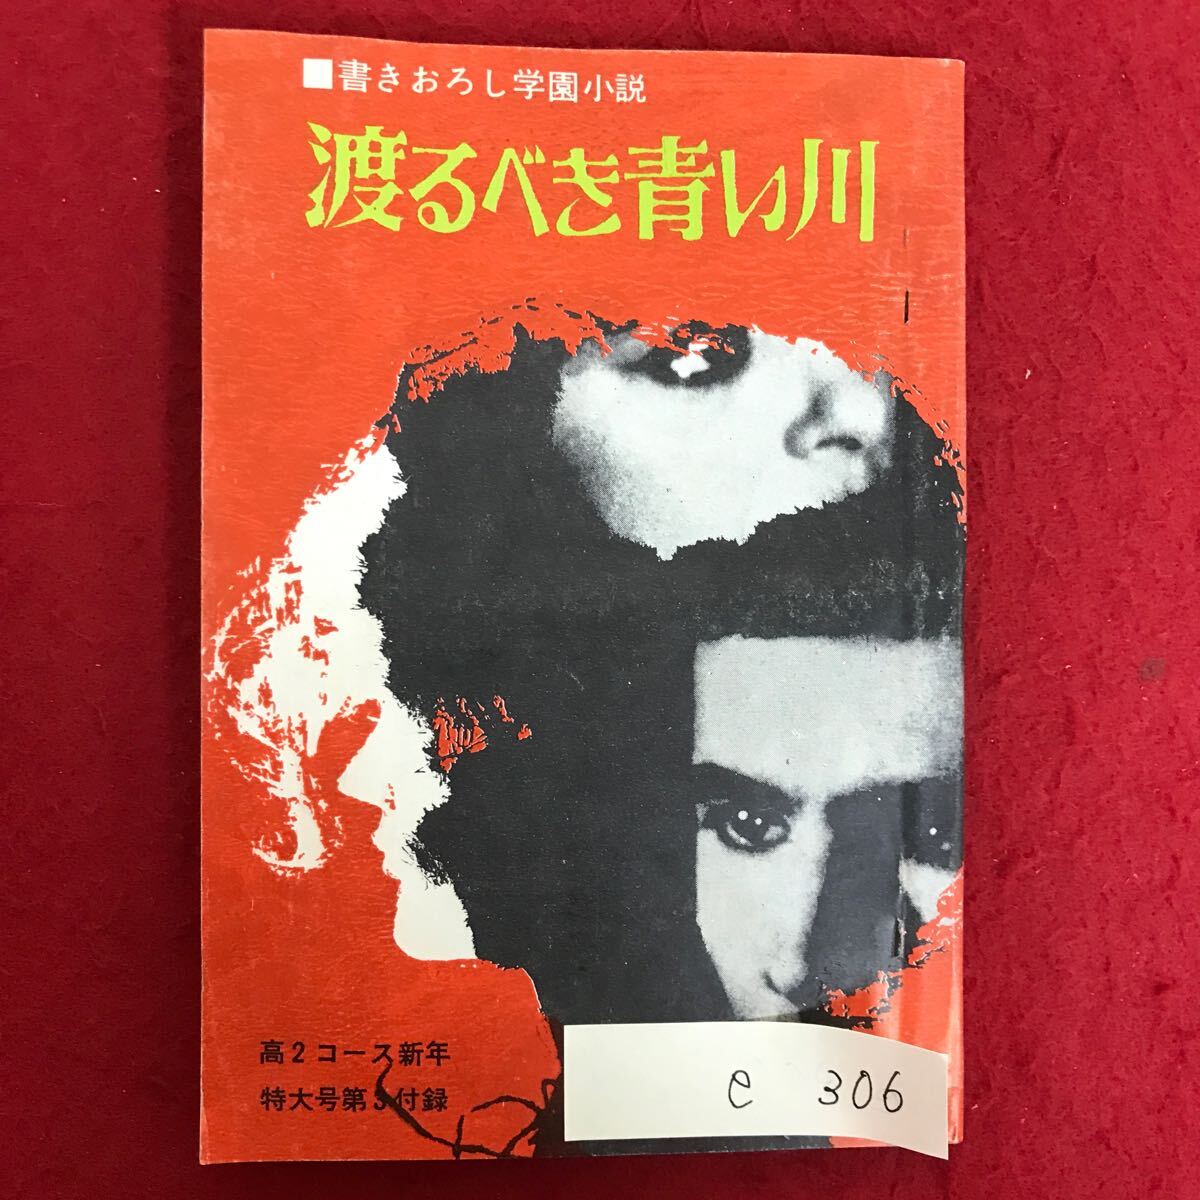 ■書きおろし学園小説
渡るべき青い川
高2コース新年
特大号第3付録
e 306